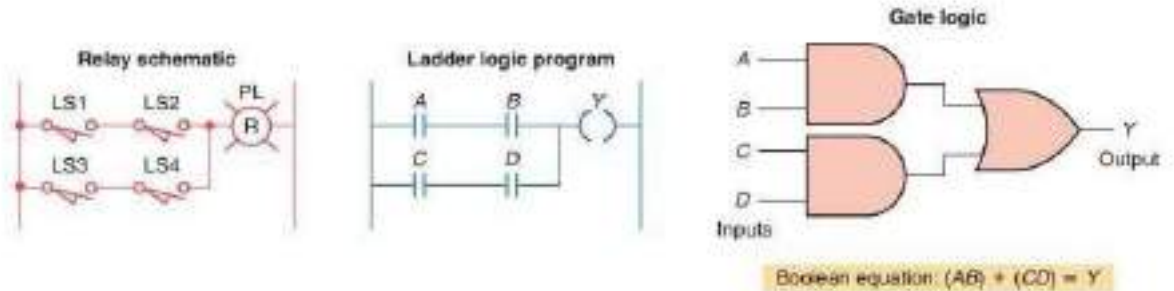 Relay schematic
LS1 LS2 PL
R
LS3 LS4
Ladder logic program
A B Y
C D
Gate logic
A
B
C
D
Inputs
Y
Output
Boolean equation: (AB) + (CD) = Y